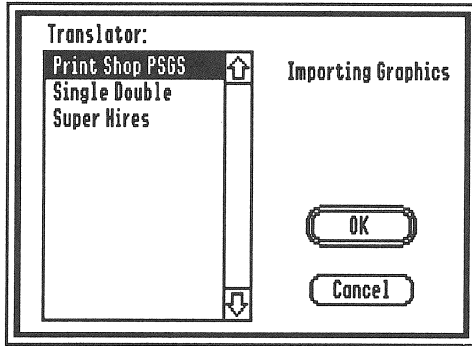 Translator:
Print Shop PSGS
Single Double
Super Hires
Importing Graphics
OK
Cancel